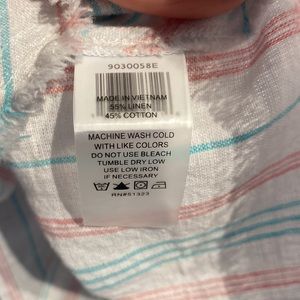 9030058E
MADE IN VIETNAM
55% LINEN
45% COTTON
MACHINE WASH COLD
WITH LIKE COLORS
DO NOT USE BLEACH
TUMBLE DRY LOW
USE LOW IRON
IF NECESSARY
RN#51323